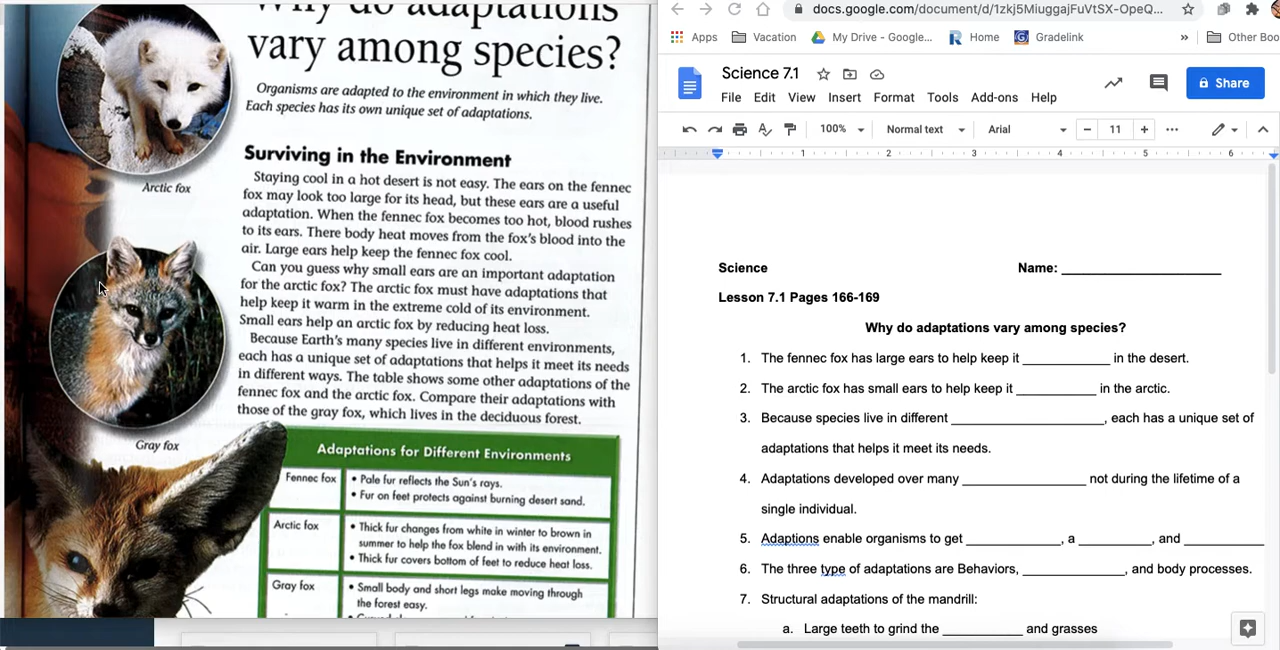 Why do adaptations
vary among species?
Organisms are adapted to the environment in which they live.
Each species has its own unique set of adaptations.
Arctic fox
Surviving in the Environment
Staying cool in a hot desert is not easy. The ears on the fennec
fox may look too large for its head, but these ears are a useful
adaptation. When the fennec fox becomes too hot, blood rushes
to its ears. There body heat moves from the fox's blood into the
air. Large ears help keep the fennec fox cool.
Can you guess why small ears are an important adaptation
for the arctic fox? The arctic fox must have adaptations that
help keep it warm in the extreme cold of its environment.
Small ears help an arctic fox by reducing heat loss.
Because Earth's many species live in different environments,
each has a unique set of adaptations that helps it meet its needs
in different ways. The table shows some other adaptations of the
fennec fox and the arctic fox. Compare their adaptations with
those of the gray fox, which lives in the deciduous forest.
Gray fox
Adaptations for Different Environments
Fennec fox
• Pale fur reflects the Sun's rays.
• Fur on feet protects against burning desert sand.
Arctic fox
• Thick fur changes from white in winter to brown in
summer to help the fox blend in with its environment.
• Thick fur covers bottom of feet to reduce heat loss.
Gray fox
• Small body and short legs make moving through
the forest easy.
docs.google.com/document/d/1zkj5MiuggajFuVtSX-OpeQ...
Apps Vacation My Drive - Google... Home Gradelink » Other Boo
Science 7.1
File Edit View Insert Format Tools Add-ons Help
Share
100% Normal text Arial − 11 + ...
1 2 3 4 5 6
Science Name: ______________________
Lesson 7.1 Pages 166-169
Why do adaptations vary among species?
1. The fennec fox has large ears to help keep it ____________ in the desert.
2. The arctic fox has small ears to help keep it ___________ in the arctic.
3. Because species live in different _____________________, each has a unique set of
adaptations that helps it meet its needs.
4. Adaptations developed over many _________________ not during the lifetime of a
single individual.
5. Adaptions enable organisms to get _____________, a __________, and ___________
6. The three type of adaptations are Behaviors, ______________, and body processes.
7. Structural adaptations of the mandrill:
a. Large teeth to grind the ___________ and grasses